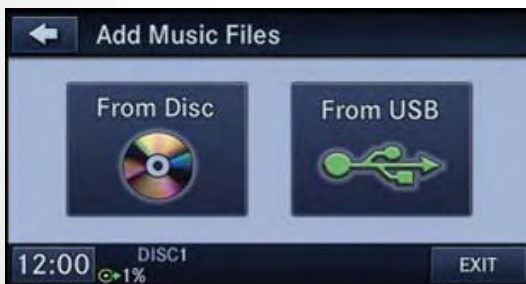 Add Music Files
From Disc
From USB
12:00
DISC1
1%
EXIT